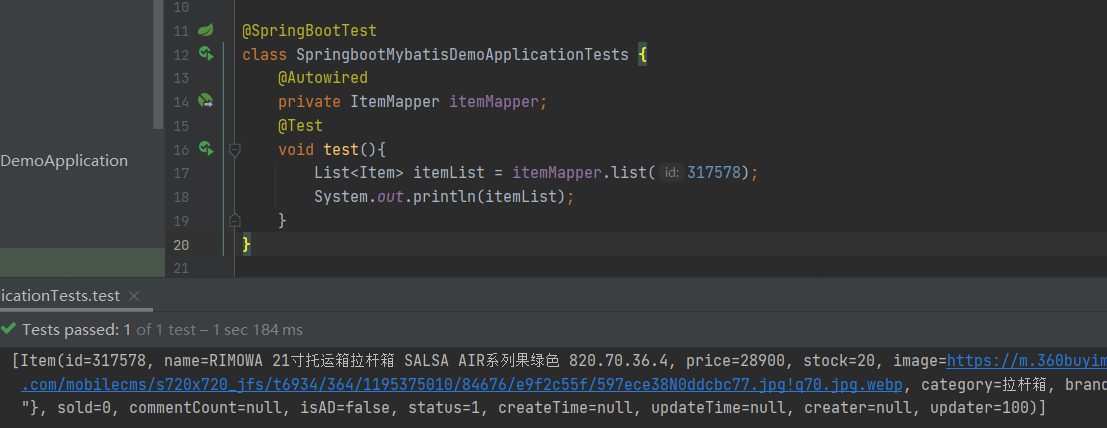 10
11 @SpringBootTest
12 class SpringbootMybatisDemoApplicationTests {
13 @Autowired
14 private ItemMapper itemMapper;
15 @Test
DemoApplication
16 void test(){
17 List<Item> itemList = itemMapper.list( id: 317578);
18 System.out.println(itemList);
19 }
20 }
21
icationTests.test ×
Tests passed: 1 of 1 test – 1 sec 184 ms
[Item(id=317578, name=RIMOWA 21寸托运箱拉杆箱 SALSA AIR系列果绿色 820.70.36.4, price=28900, stock=20, image=https://m.360buyim
.com/mobilecms/s720x720_jfs/t6934/364/1195375010/84676/e9f2c55f/597ece38N0ddcbc77.jpg!q70.jpg.webp, category=拉杆箱, brand
"}, sold=0, commentCount=null, isAD=false, status=1, createTime=null, updateTime=null, creater=null, updater=100)]